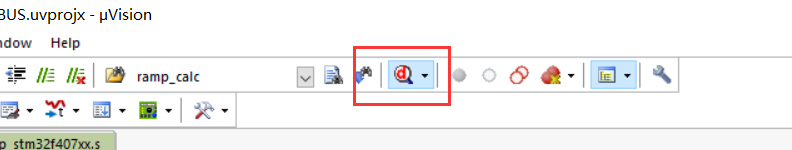 BUS.uvprojx - µVision
ndow Help
ramp_calc
d
p_stm32f407xx.s